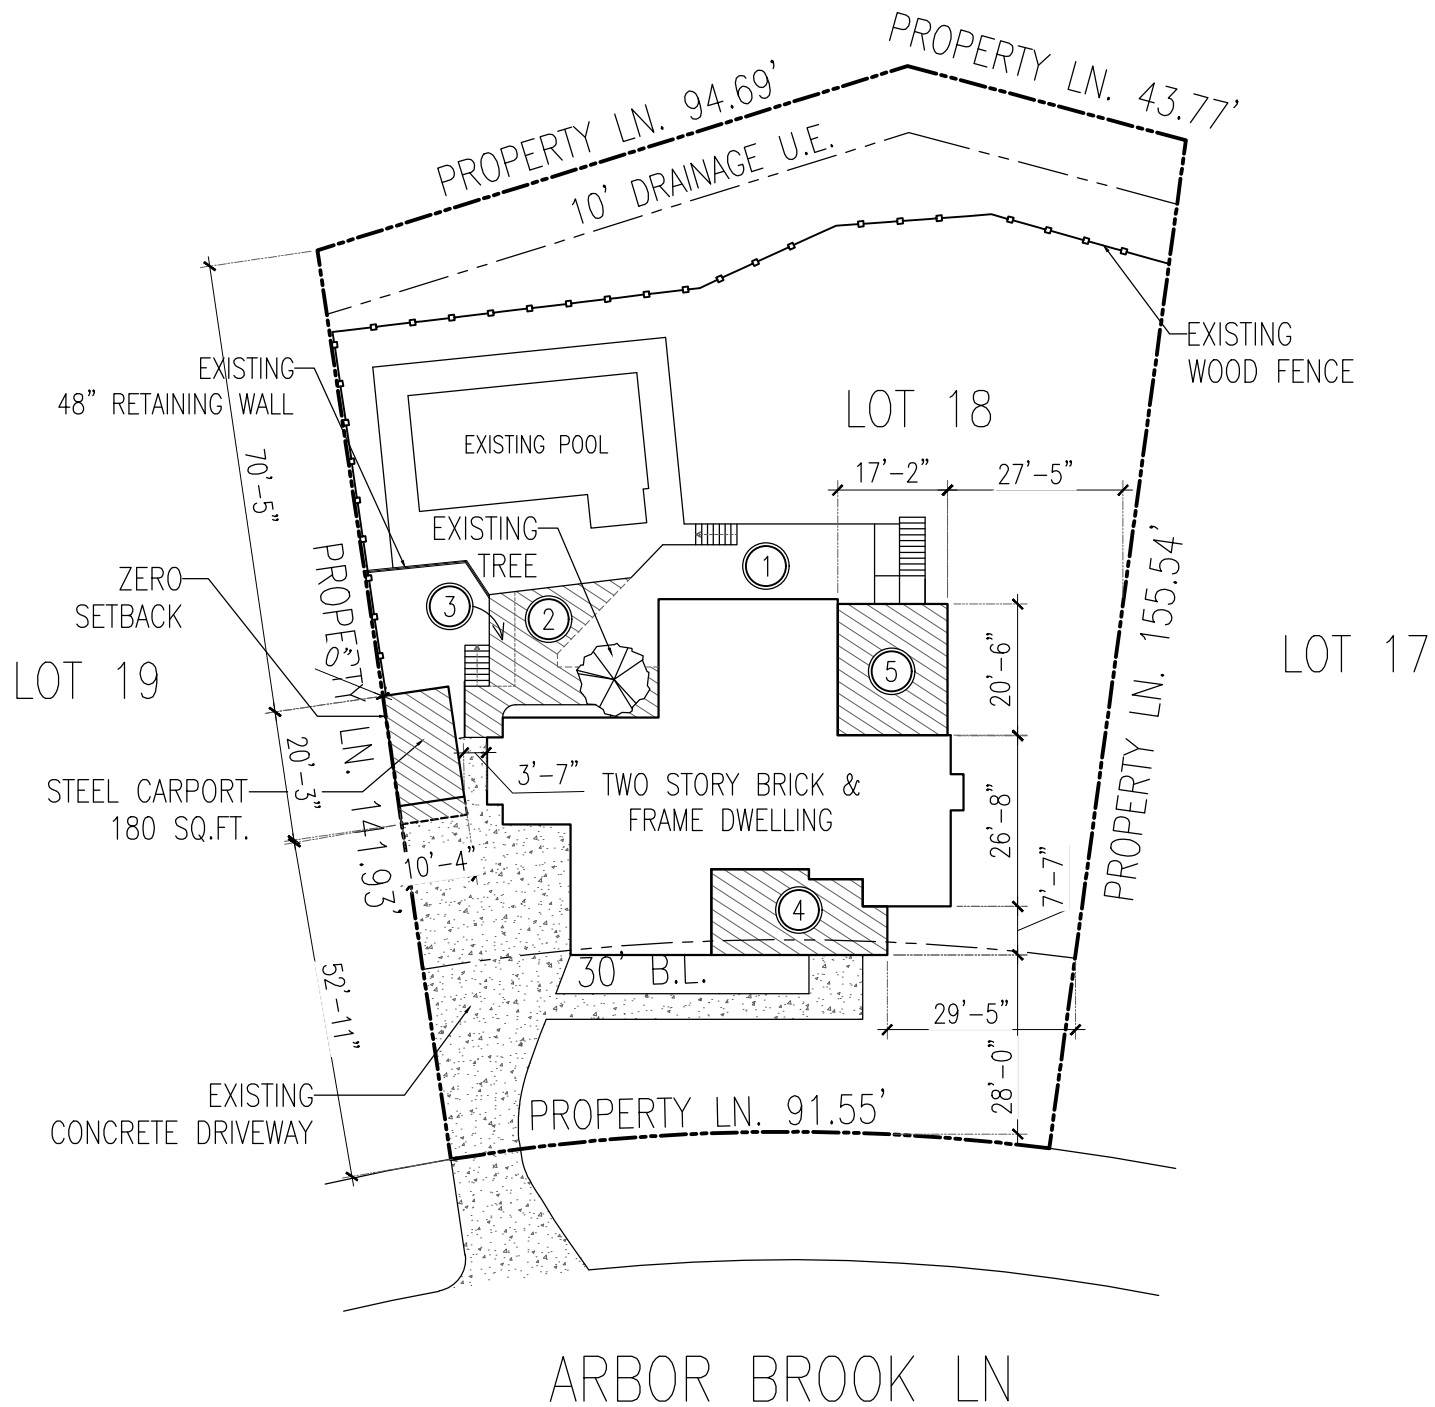 PROPERTY LN. 43.77'
PROPERTY LN. 94.69'
10' DRAINAGE U.E.
EXISTING
WOOD FENCE
EXISTING
48" RETAINING WALL
LOT 18
EXISTING POOL
70'-5"
17'-2"
27'-5"
EXISTING
TREE
1
PROPERTY LN. 155.54'
ZERO
SETBACK
3
2
PROPERTY LN. 141.93'
0"
5
20'-6"
LOT 17
LOT 19
20'-3"
STEEL CARPORT
180 SQ.FT.
3'-7"
TWO STORY BRICK &
FRAME DWELLING
26'-8"
10'-4"
7'-7"
4
30' B.L.
52'-11"
29'-5"
28'-0"
EXISTING
CONCRETE DRIVEWAY
PROPERTY LN. 91.55'
ARBOR BROOK LN